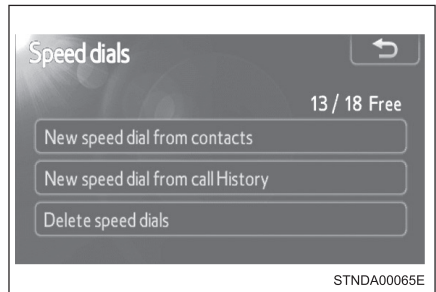 Speed dials
13 / 18 Free
New speed dial from contacts
New speed dial from call History
Delete speed dials
STNDA00065E